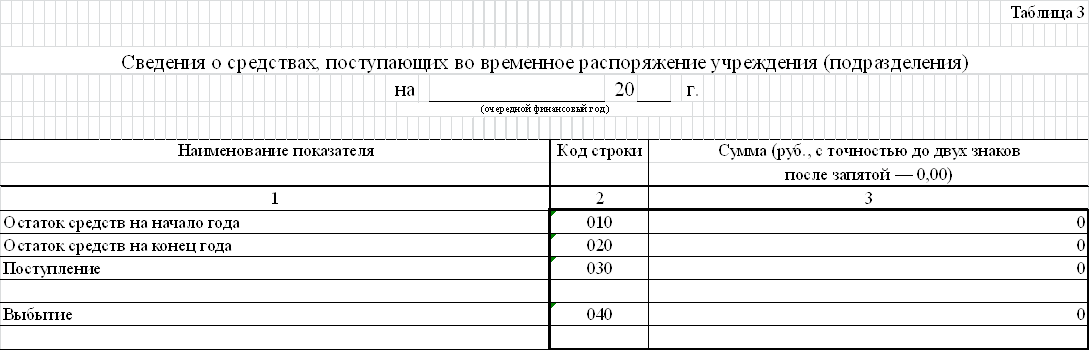 Таблица 3
Сведения о средствах, поступающих во временное распоряжение учреждения (подразделения)
на ____________________ 20____ г.
(очередной финансовый год)
Наименование показателя Код строки Сумма (руб., с точностью до двух знаков
после запятой — 0,00)
1 2 3
Остаток средств на начало года 010 0
Остаток средств на конец года 020 0
Поступление 030 0
Выбытие 040 0